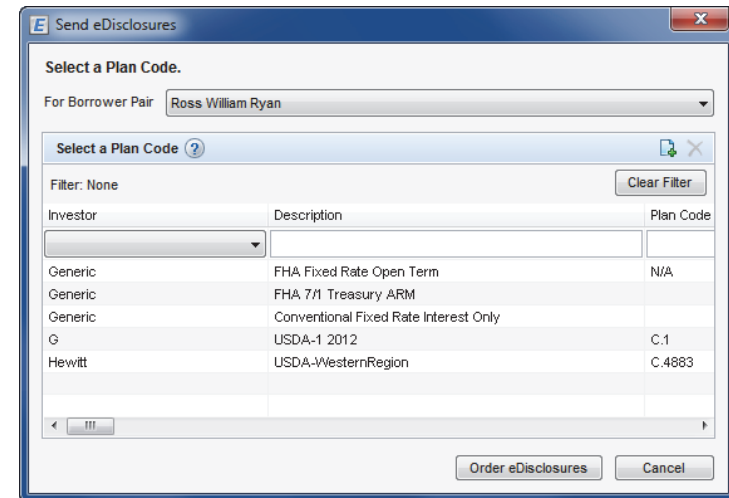 E Send eDisclosures
Select a Plan Code.
For Borrower Pair Ross William Ryan
Select a Plan Code ?
Filter: None Clear Filter
Investor Description Plan Code
Generic FHA Fixed Rate Open Term N/A
Generic FHA 7/1 Treasury ARM
Generic Conventional Fixed Rate Interest Only
G USDA-1 2012 C.1
Hewitt USDA-WesternRegion C.4883
Order eDisclosures Cancel